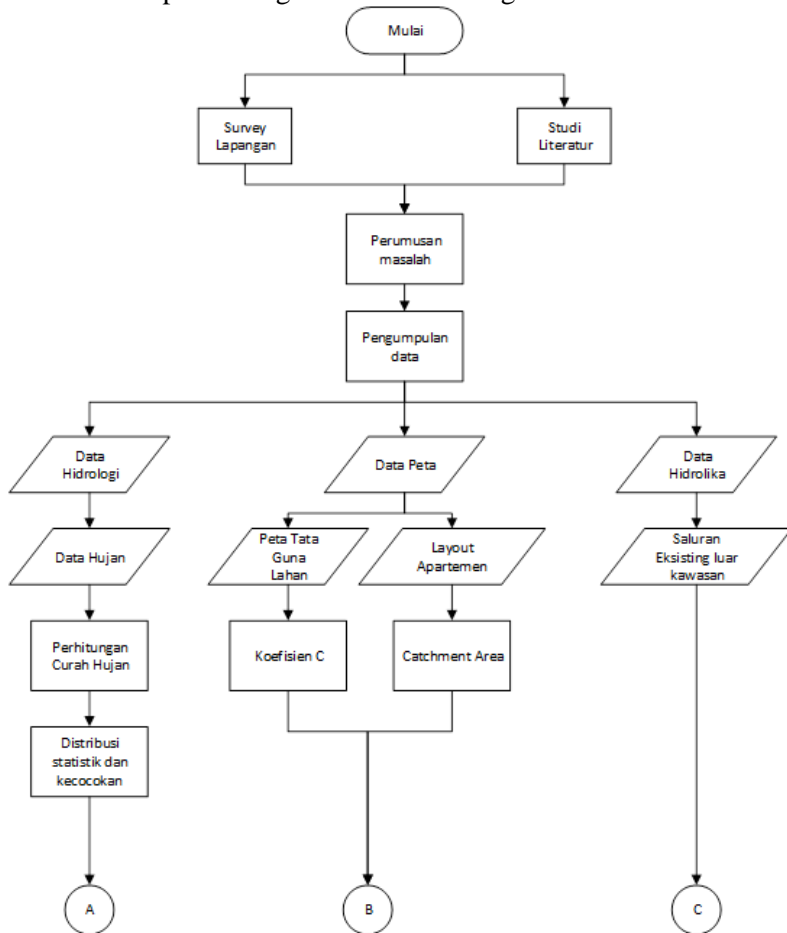 Mulai
Survey
Lapangan
Studi
Literatur
Perumusan
masalah
Pengumpulan
data
Data
Hidrologi
Data Peta
Data
Hidrolika
Data Hujan
Peta Tata
Guna
Lahan
Layout
Apartemen
Saluran
Eksisting luar
kawasan
Perhitungan
Curah Hujan
Koefisien C
Catchment Area
Distribusi
statistik dan
kecocokan
A
B
C